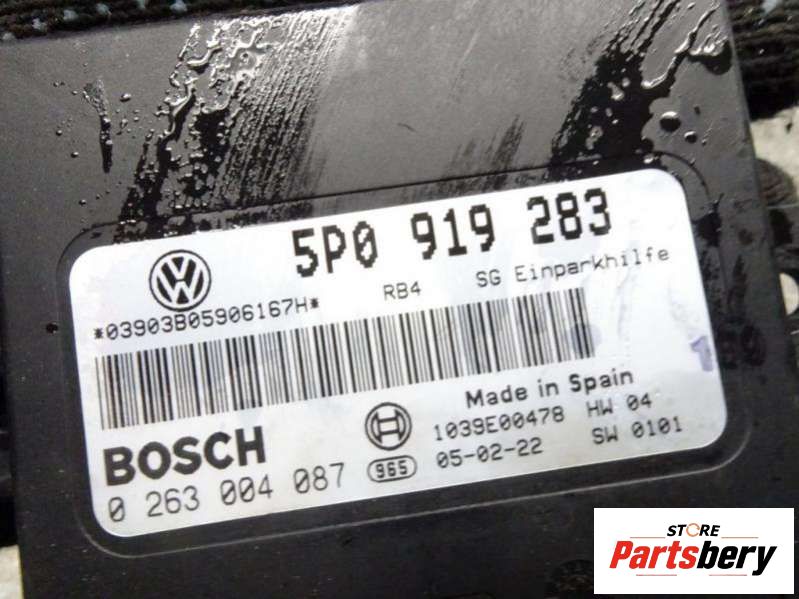 5P0 919 283
RB4 SG Einparkhilfe
*03903B05906167H*
Made in Spain
BOSCH
1039E00478 HW 04
965 05-02-22 SW 0101
0 263 004 087
STORE
Partsbery